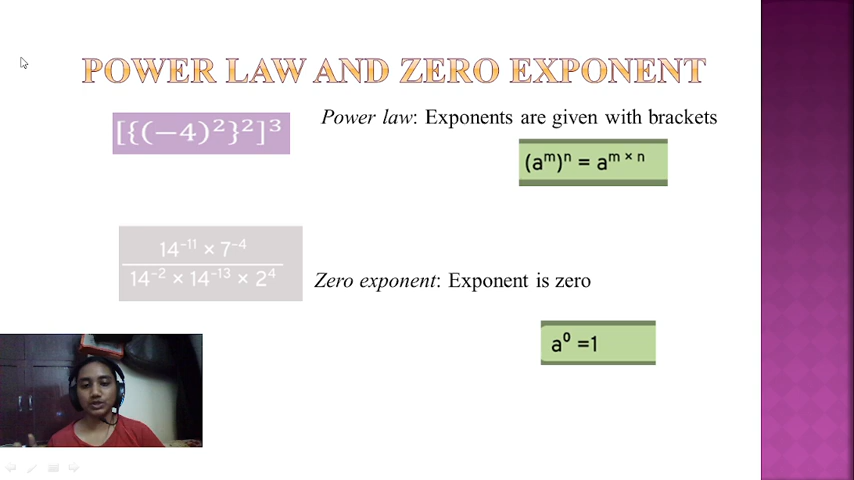 POWER LAW AND ZERO EXPONENT
[{(−4)²}²]³
Power law: Exponents are given with brackets
(aᵐ)ⁿ = aᵐ ˣ ⁿ
14⁻¹¹ × 7⁻⁴
14⁻² × 14⁻¹³ × 2⁴
Zero exponent: Exponent is zero
a⁰ =1